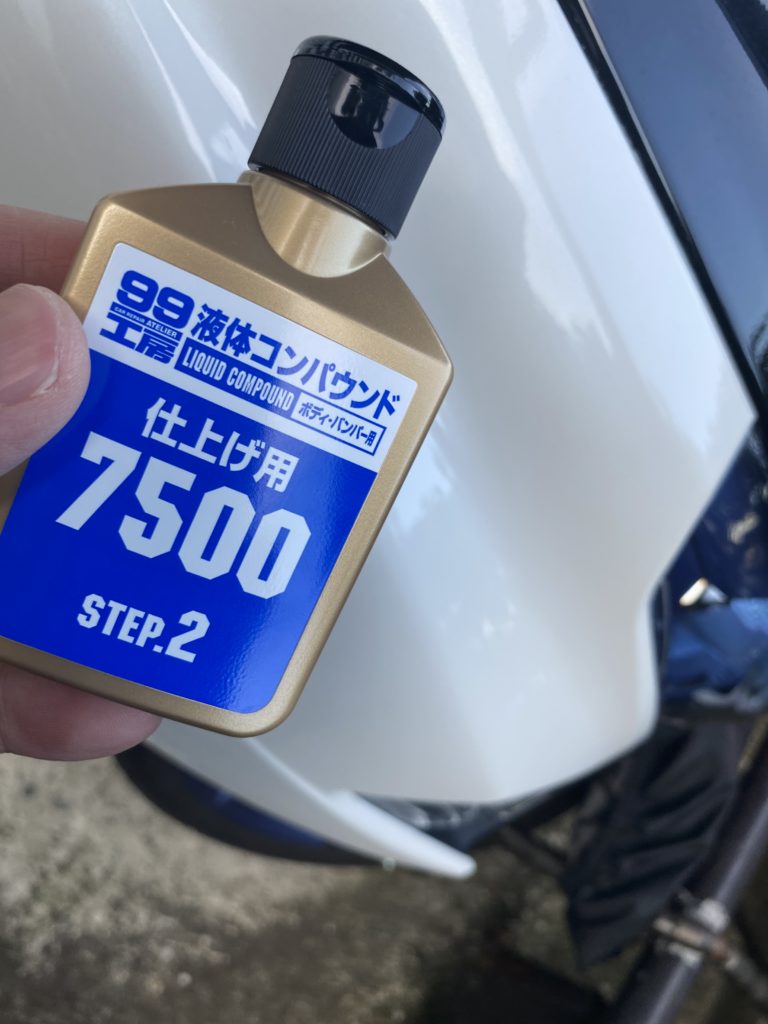 99
CAR REPAIR ATELIER
工房
液体コンパウンド
LIQUID COMPOUND
ボディ・バンパー用
仕上げ用
7500
STEP.2